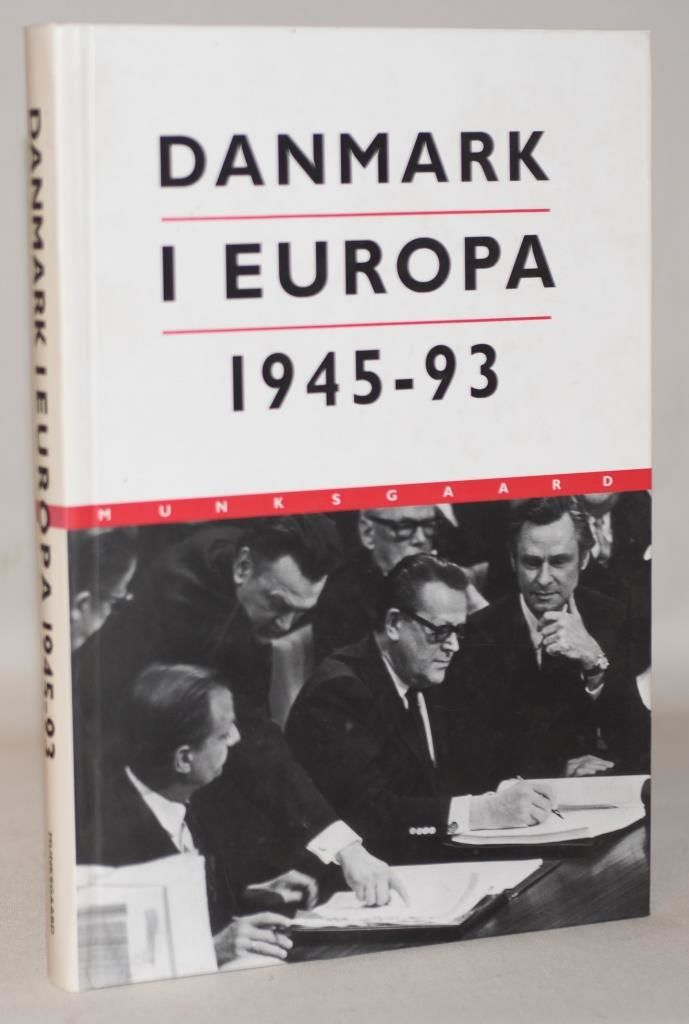 DANMARK
I EUROPA
1945-93
MUNKSGAARD
DANMARK I EUROPA 1945-93
MUNKSGAARD